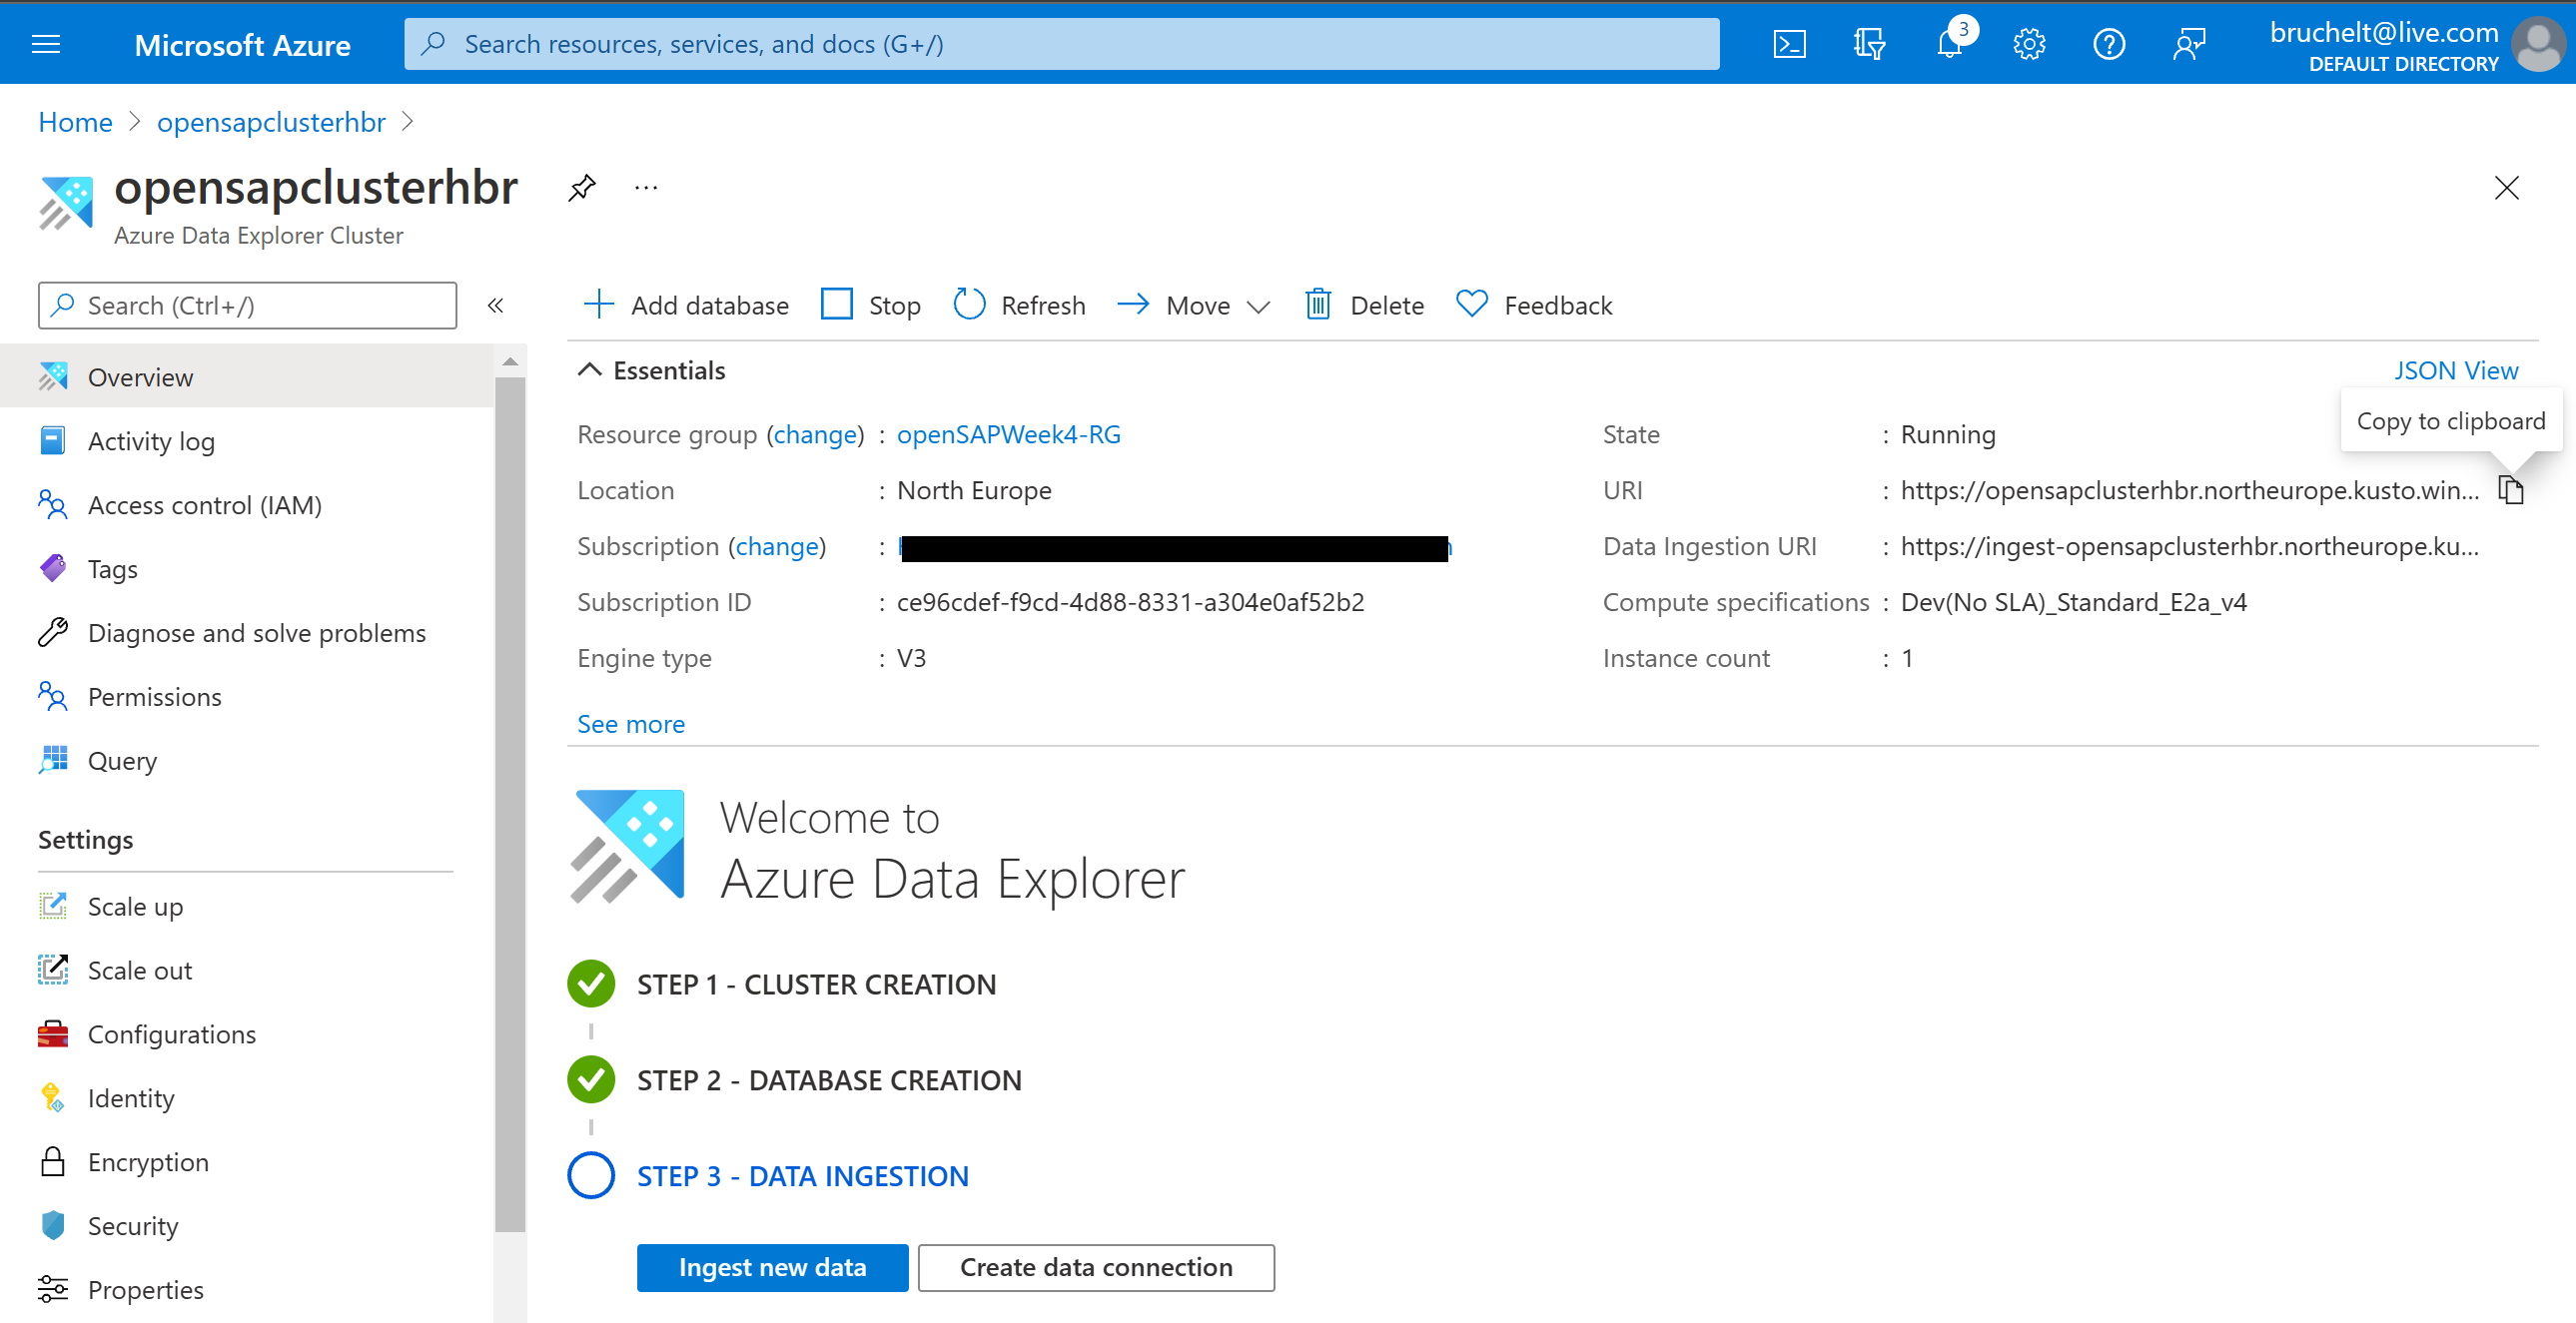 Microsoft Azure
Search resources, services, and docs (G+/)
3
bruchelt@live.com
DEFAULT DIRECTORY
Home > opensapclusterhbr >
opensapclusterhbr
...
Azure Data Explorer Cluster
Search (Ctrl+/)
«
Overview
Activity log
Access control (IAM)
Tags
Diagnose and solve problems
Permissions
Query
Settings
Scale up
Scale out
Configurations
Identity
Encryption
Security
Properties
Add database
Stop
Refresh
Move
Delete
Feedback
Essentials
JSON View
Copy to clipboard
Resource group (change) : openSAPWeek4-RG
Location : North Europe
Subscription (change) :
Subscription ID : ce96cdef-f9cd-4d88-8331-a304e0af52b2
Engine type : V3
State : Running
URI : https://opensapclusterhbr.northeurope.kusto.win...
Data Ingestion URI : https://ingest-opensapclusterhbr.northeurope.ku...
Compute specifications : Dev(No SLA)_Standard_E2a_v4
Instance count : 1
See more
Welcome to
Azure Data Explorer
STEP 1 - CLUSTER CREATION
STEP 2 - DATABASE CREATION
STEP 3 - DATA INGESTION
Ingest new data
Create data connection